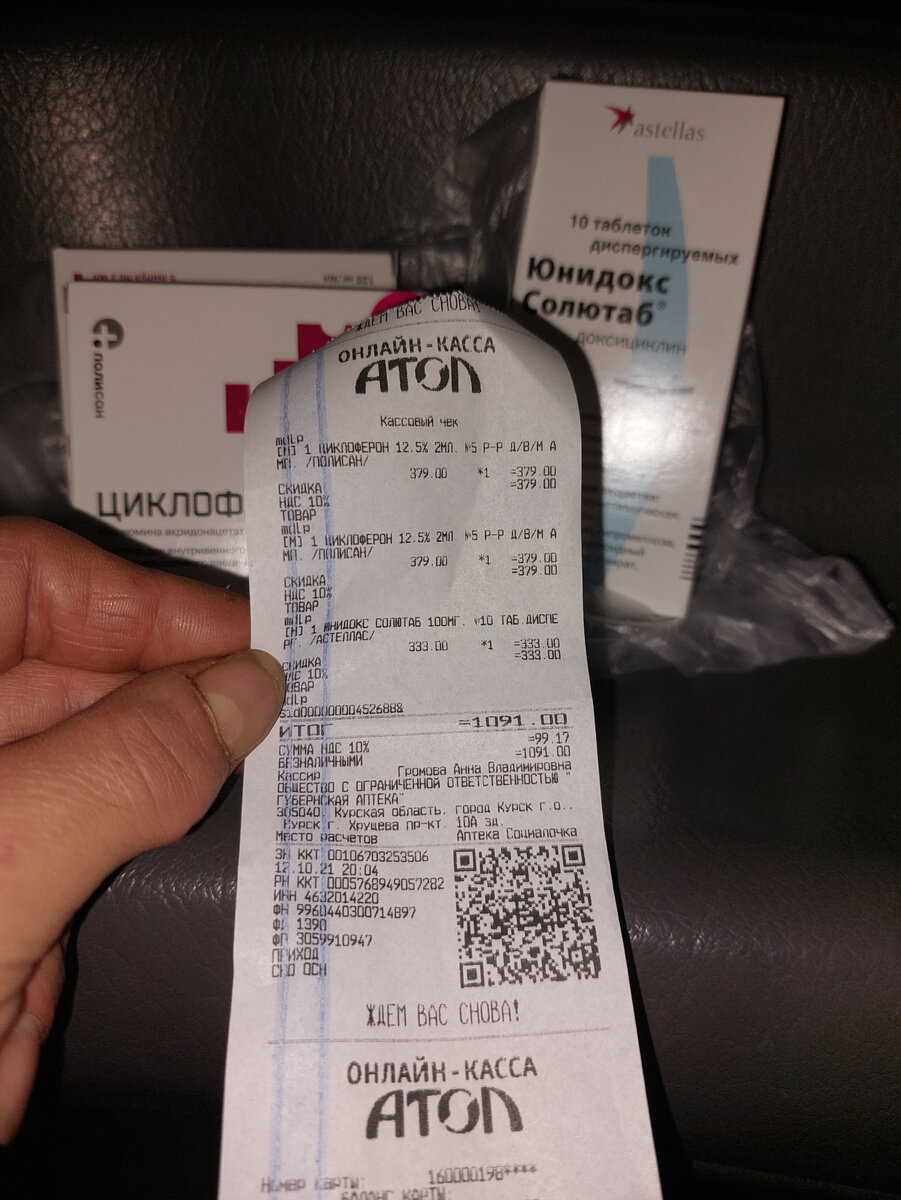 astellas
10 таблеток
диспергируемых
Юнидокс
Солютаб®
доксициклин
полисан
ЦИКЛОФ
ЖДЕМ ВАС СНОВА!
ОНЛАЙН-КАССА
АТОЛ
Кассовый чек
mdlp
[М] 1 ЦИКЛОФЕРОН 12.5% 2МЛ. №5 Р-Р Д/В/М А
МП. /ПОЛИСАН/
379.00 *1 =379.00
СКИДКА =379.00
НДС 10%
ТОВАР
mdlp
[М] 1 ЦИКЛОФЕРОН 12.5% 2МЛ. №5 Р-Р Д/В/М А
МП. /ПОЛИСАН/
379.00 *1 =379.00
СКИДКА =379.00
НДС 10%
ТОВАР
mdlp
[М] 1 ЮНИДОКС СОЛЮТАБ 100МГ. №10 ТАБ.ДИСПЕ
РГ. /АСТЕЛЛАС/
333.00 *1 =333.00
СКИДКА =333.00
НДС 10%
ТОВАР
mdlp
sid00000000452688&
ИТОГ =1091.00
СУММА НДС 10% =99.17
БЕЗНАЛИЧНЫМИ =1091.00
Кассир Громова Анна Владимировна
ОБЩЕСТВО С ОГРАНИЧЕННОЙ ОТВЕТСТВЕННОСТЬЮ "
ГУБЕРНСКАЯ АПТЕКА"
305040, Курская область, город Курск г.о.,
Курск г. Хрущева пр-кт, 10А зд.
Место расчетов Аптека Социалочка
ЗН ККТ 00106703253506
12.10.21 20:04
РН ККТ 0005768949057282
ИНН 4632014220
ФН 9960440300714897
ФД 1390
ФП 3059910947
ПРИХОД
СНО ОСН
ЖДЕМ ВАС СНОВА!
ОНЛАЙН-КАССА
АТОЛ
Номер карты: 160000198****
БАЛАНС КАРТЫ: